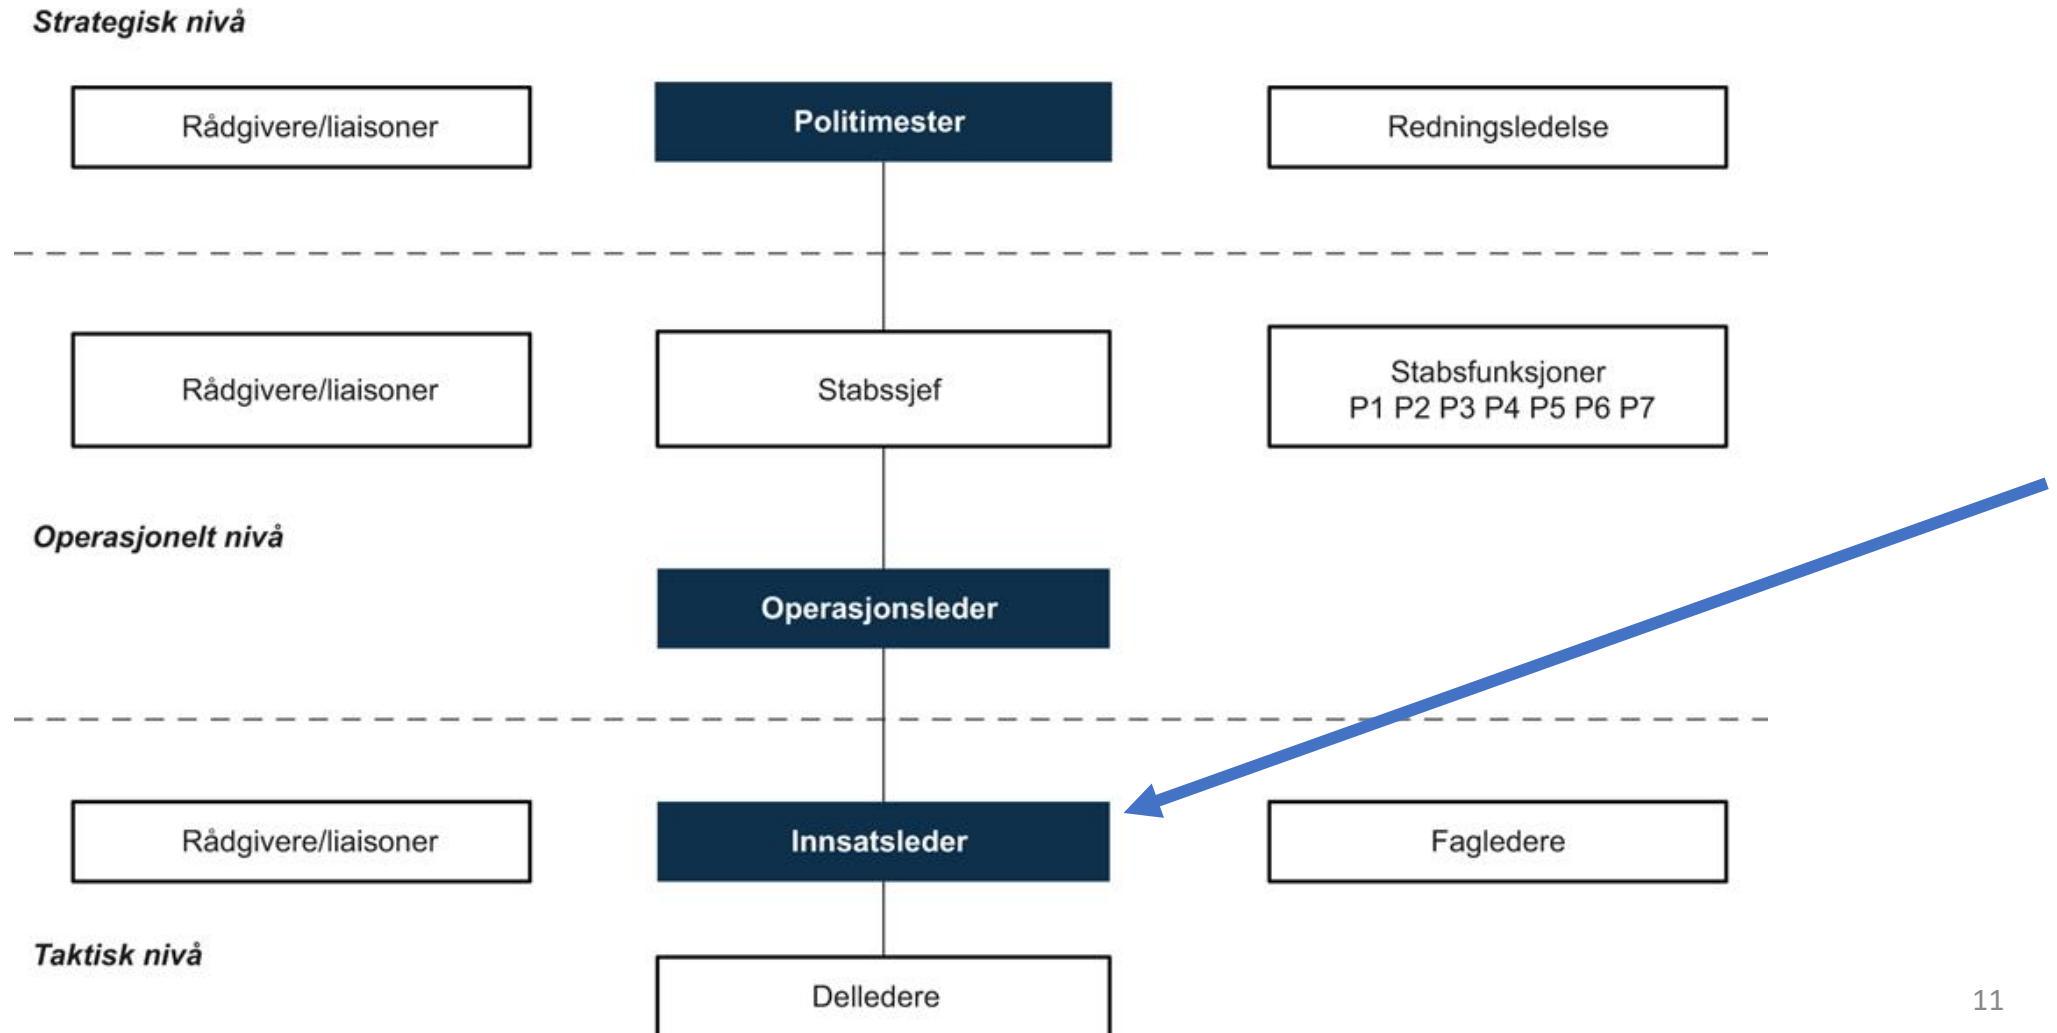 Strategisk nivå
Rådgivere/liaisoner
Politimester
Redningsledelse
Rådgivere/liaisoner
Stabssjef
Stabsfunksjoner
P1 P2 P3 P4 P5 P6 P7
Operasjonelt nivå
Operasjonsleder
Rådgivere/liaisoner
Innsatsleder
Fagledere
Taktisk nivå
Delledere
11